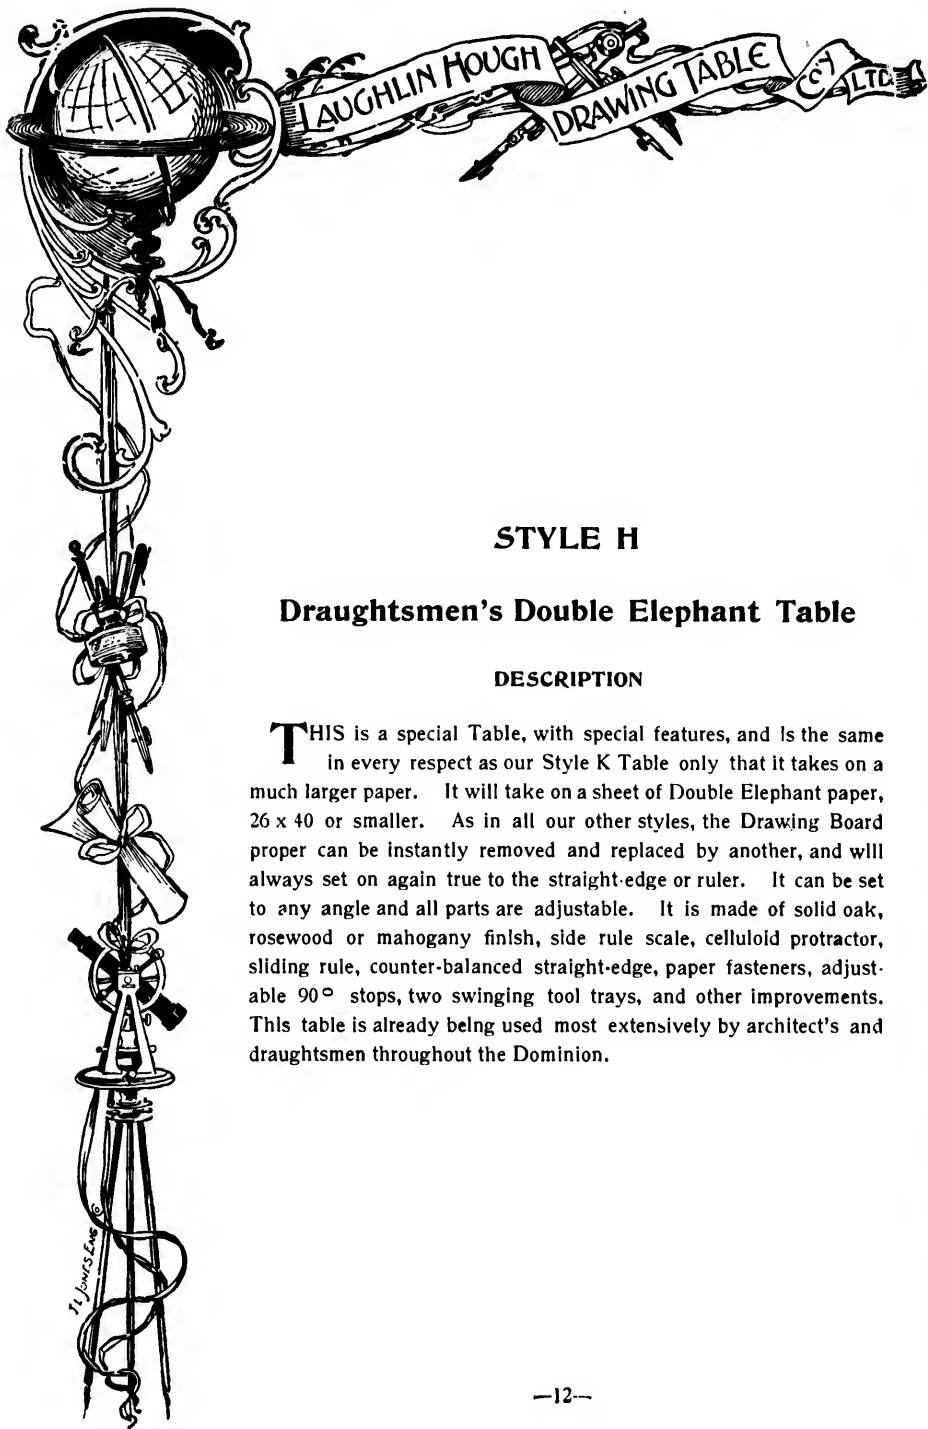 LAUGHLIN HOUGH DRAWING TABLE COY LTD.
STYLE H
Draughtsmen's Double Elephant Table
DESCRIPTION
THIS is a special Table, with special features, and is the same
in every respect as our Style K Table only that it takes on a
much larger paper. It will take on a sheet of Double Elephant paper,
26 x 40 or smaller. As in all our other styles, the Drawing Board
proper can be instantly removed and replaced by another, and will
always set on again true to the straight-edge or ruler. It can be set
to any angle and all parts are adjustable. It is made of solid oak,
rosewood or mahogany finish, side rule scale, celluloid protractor,
sliding rule, counter-balanced straight-edge, paper fasteners, adjust-
able 90° stops, two swinging tool trays, and other improvements.
This table is already being used most extensively by architect's and
draughtsmen throughout the Dominion.
J L JONES ENG Co
—12—